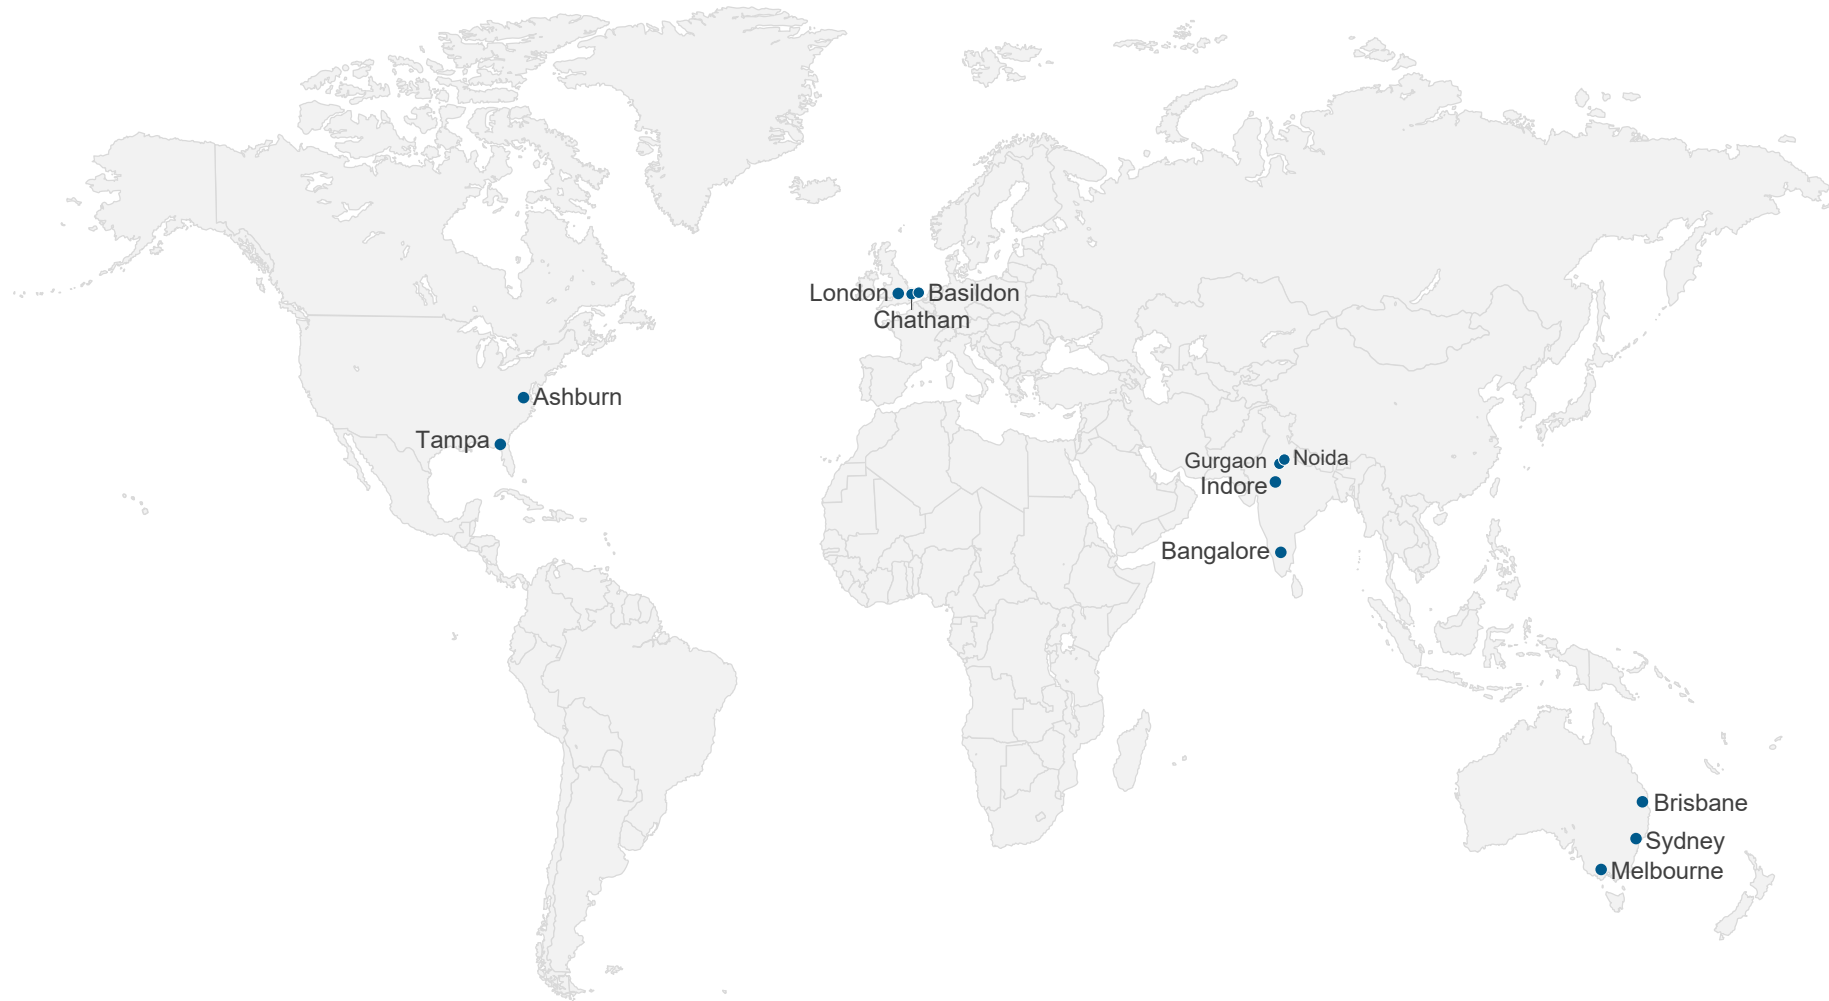 London
Basildon
Chatham
Ashburn
Tampa
Gurgaon
Noida
Indore
Bangalore
Brisbane
Sydney
Melbourne